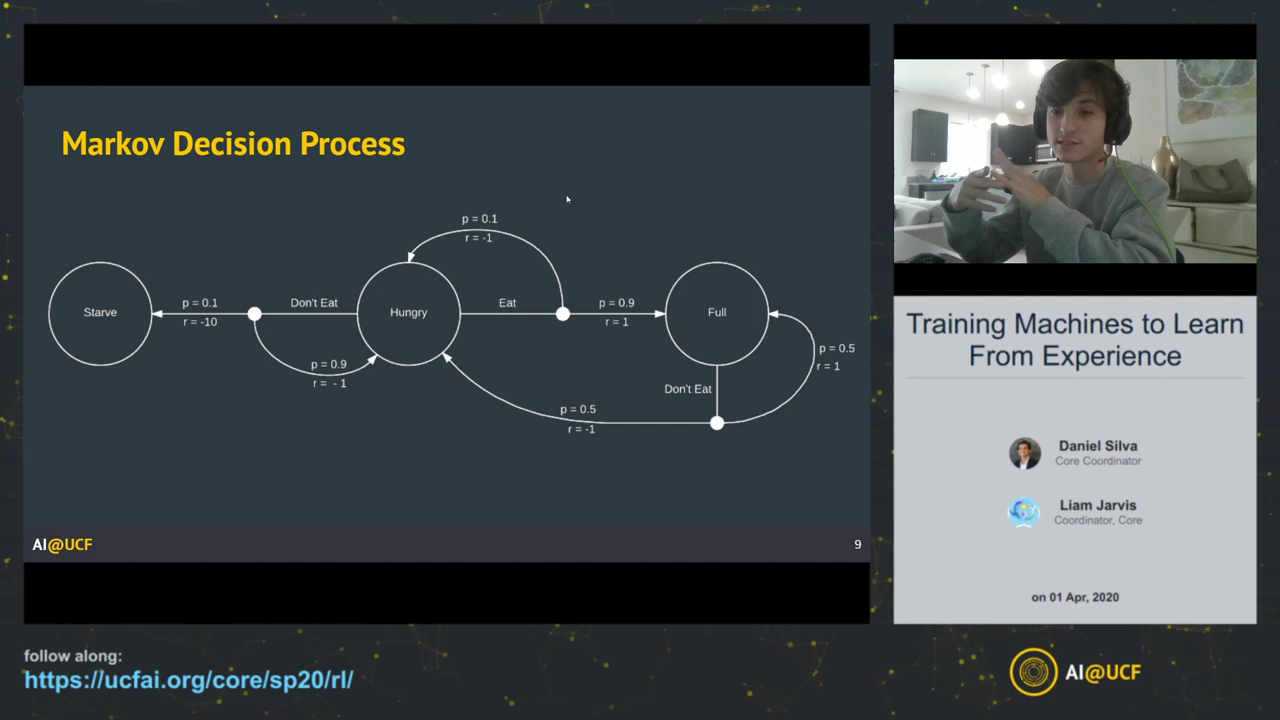 Markov Decision Process
p = 0.1
r = -1
p = 0.1
r = -10
Don't Eat
Starve
Hungry
Eat
p = 0.9
r = 1
Full
p = 0.9
r = - 1
p = 0.5
r = 1
Don't Eat
p = 0.5
r = -1
AI@UCF
9
Training Machines to Learn
From Experience
Daniel Silva
Core Coordinator
Liam Jarvis
Coordinator, Core
on 01 Apr, 2020
follow along:
https://ucfai.org/core/sp20/rl/
AI@UCF